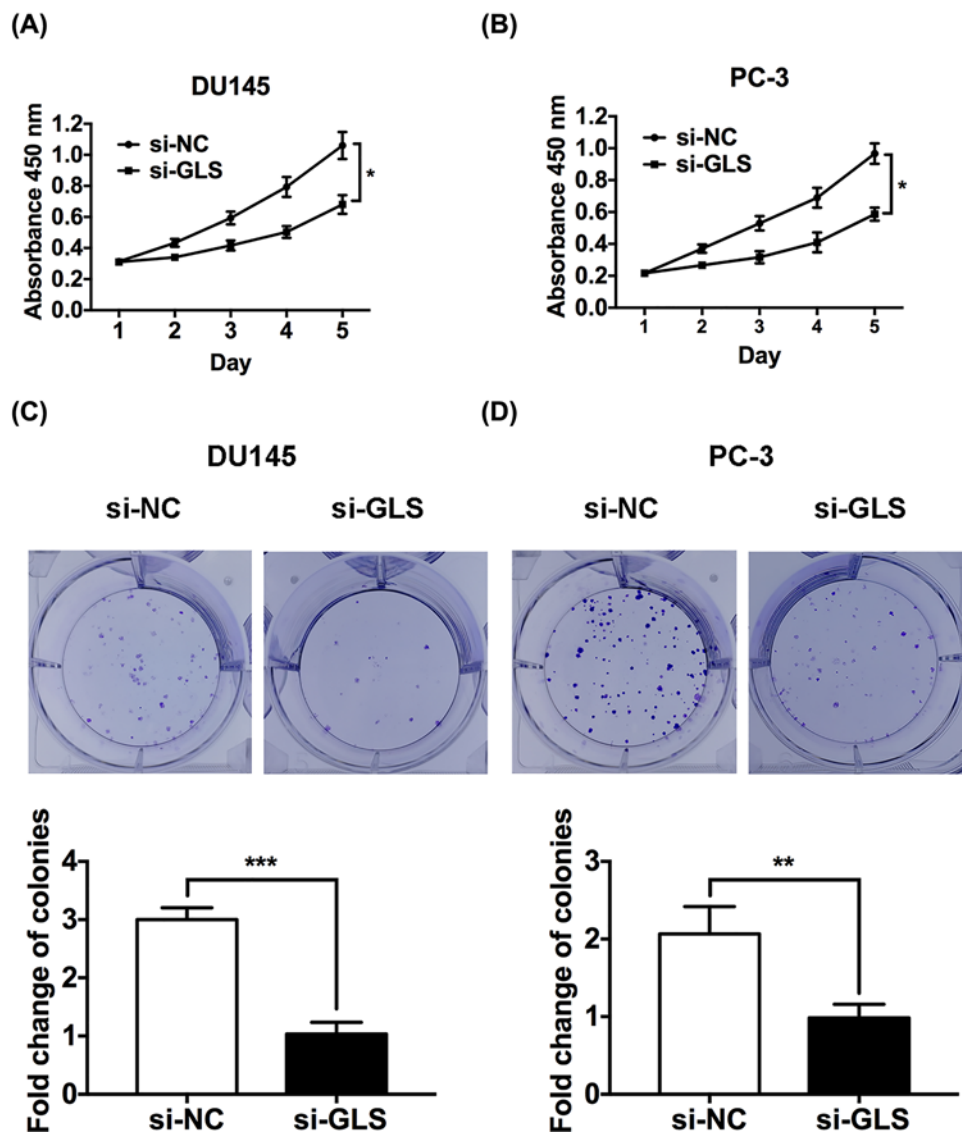 (A)
DU145
Absorbance 450 nm
1.2
1.0
0.8
0.6
0.4
0.2
0.0
si-NC
si-GLS
*
1 2 3 4 5
Day
(B)
PC-3
Absorbance 450 nm
1.2
1.0
0.8
0.6
0.4
0.2
0.0
si-NC
si-GLS
*
1 2 3 4 5
Day
(C)
DU145
si-NC si-GLS
Fold change of colonies
4
3
2
1
0
***
si-NC si-GLS
(D)
PC-3
si-NC si-GLS
Fold change of colonies
3
2
1
0
**
si-NC si-GLS